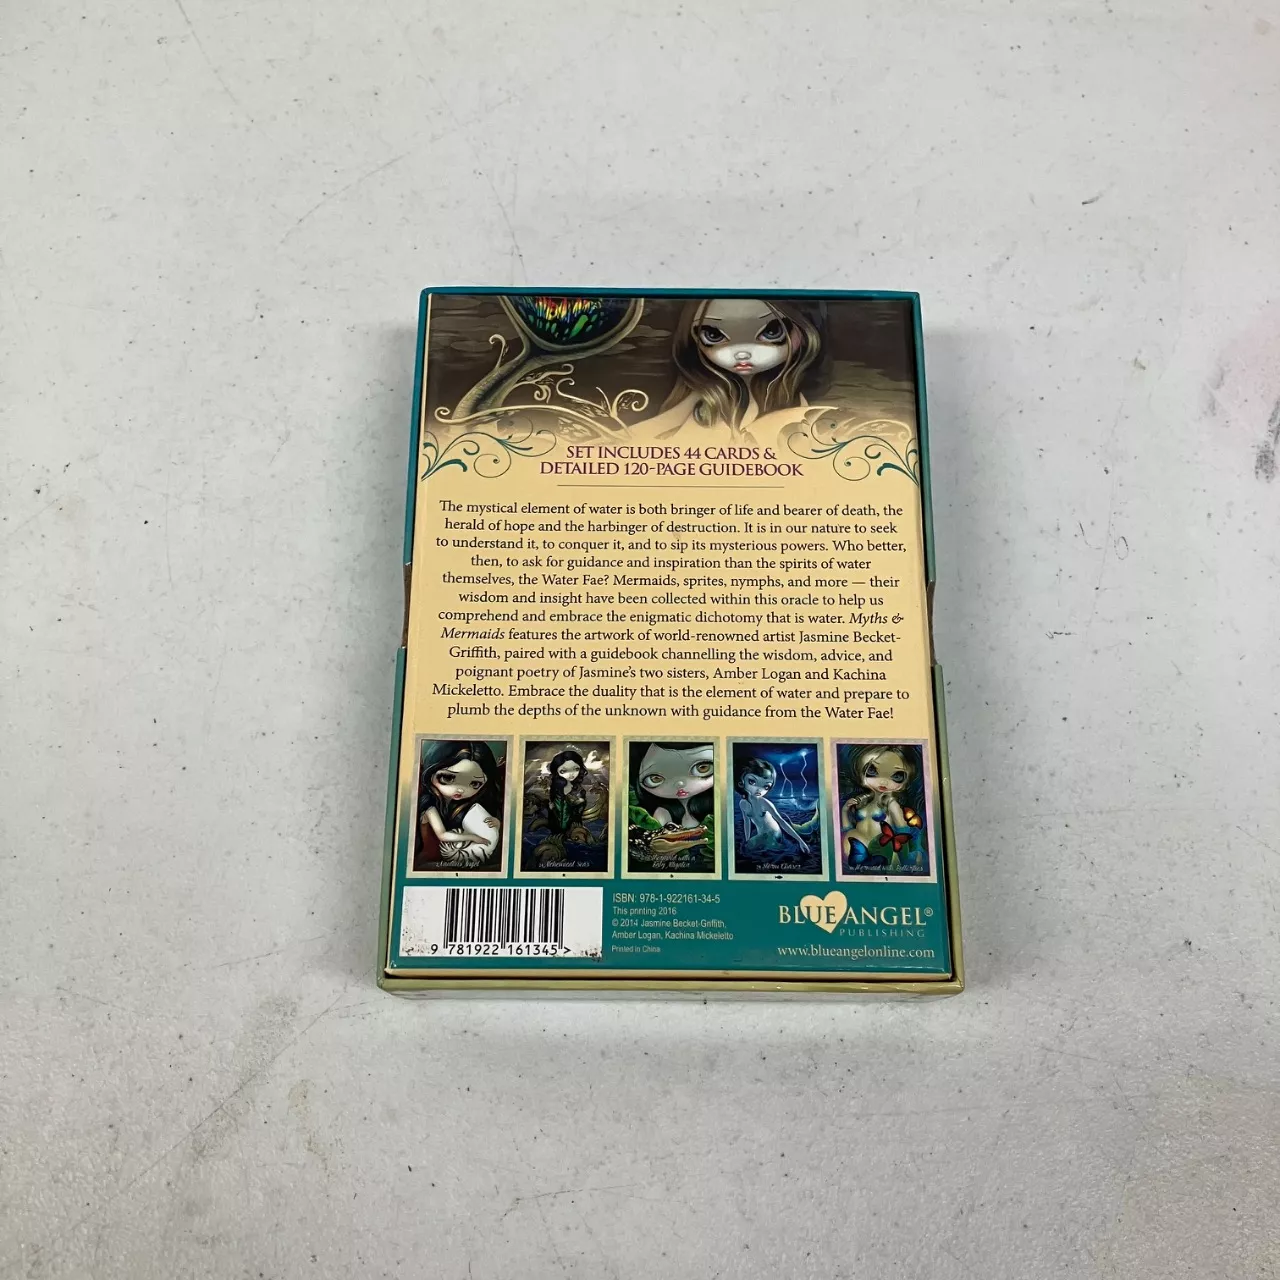 SET INCLUDES 44 CARDS &
DETAILED 120-PAGE GUIDEBOOK
The mystical element of water is both bringer of life and bearer of death, the
herald of hope and the harbinger of destruction. It is in our nature to seek
to understand it, to conquer it, and to sip its mysterious powers. Who better,
then, to ask for guidance and inspiration than the spirits of water
themselves, the Water Fae? Mermaids, sprites, nymphs, and more — their
wisdom and insight have been collected within this oracle to help us
comprehend and embrace the enigmatic dichotomy that is water. Myths &
Mermaids features the artwork of world-renowned artist Jasmine Becket-
Griffith, paired with a guidebook channelling the wisdom, advice, and
poignant poetry of Jasmine's two sisters, Amber Logan and Kachina
Mickeletto. Embrace the duality that is the element of water and prepare to
plumb the depths of the unknown with guidance from the Water Fae!
Mermaid with a
Mermaid with Butterflies
ISBN: 978-1-922161-34-5
This printing 2016
© 2014 Jasmine Becket-Griffith,
Amber Logan, Kachina Mickeletto
Printed in China
9 781922 161345 >
BLUE ANGEL®
PUBLISHING
www.blueangelonline.com